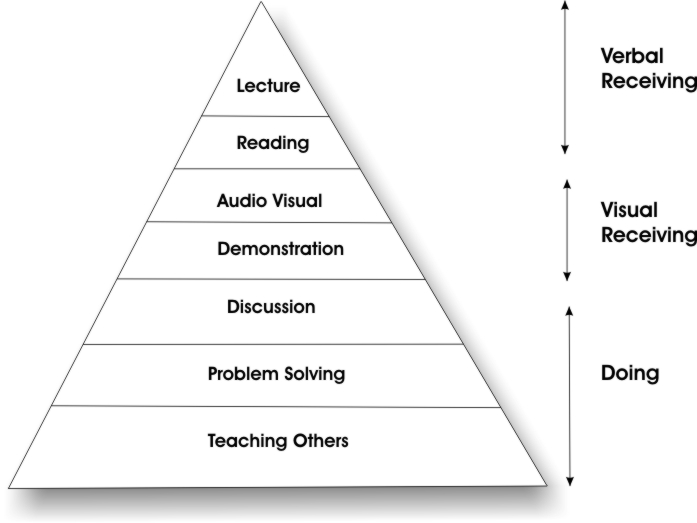 Lecture
Reading
Audio Visual
Demonstration
Discussion
Problem Solving
Teaching Others
Verbal
Receiving
Visual
Receiving
Doing